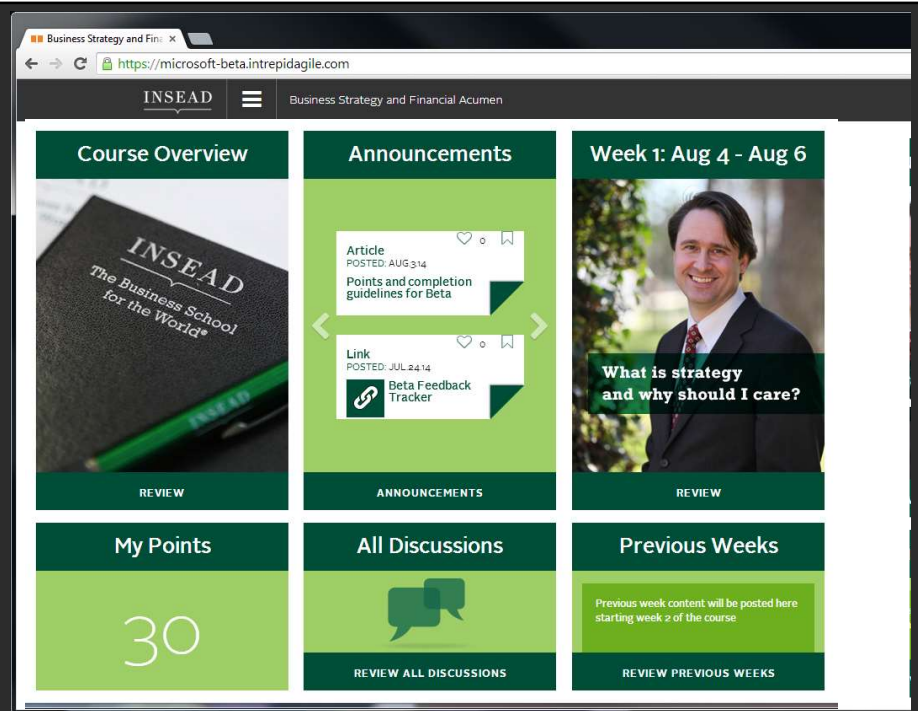 Business Strategy and Fina
https://microsoft-beta.intrepidagile.com
INSEAD
Business Strategy and Financial Acumen
Course Overview
INSEAD
The Business School
for the World®
INSEAD
REVIEW
Announcements
Article
0
POSTED: AUG.3.14
Points and completion
guidelines for Beta
Link
0
POSTED: JUL.24.14
Beta Feedback
Tracker
ANNOUNCEMENTS
Week 1: Aug 4 - Aug 6
What is strategy
and why should I care?
REVIEW
My Points
30
All Discussions
REVIEW ALL DISCUSSIONS
Previous Weeks
Previous week content will be posted here
starting week 2 of the course
REVIEW PREVIOUS WEEKS